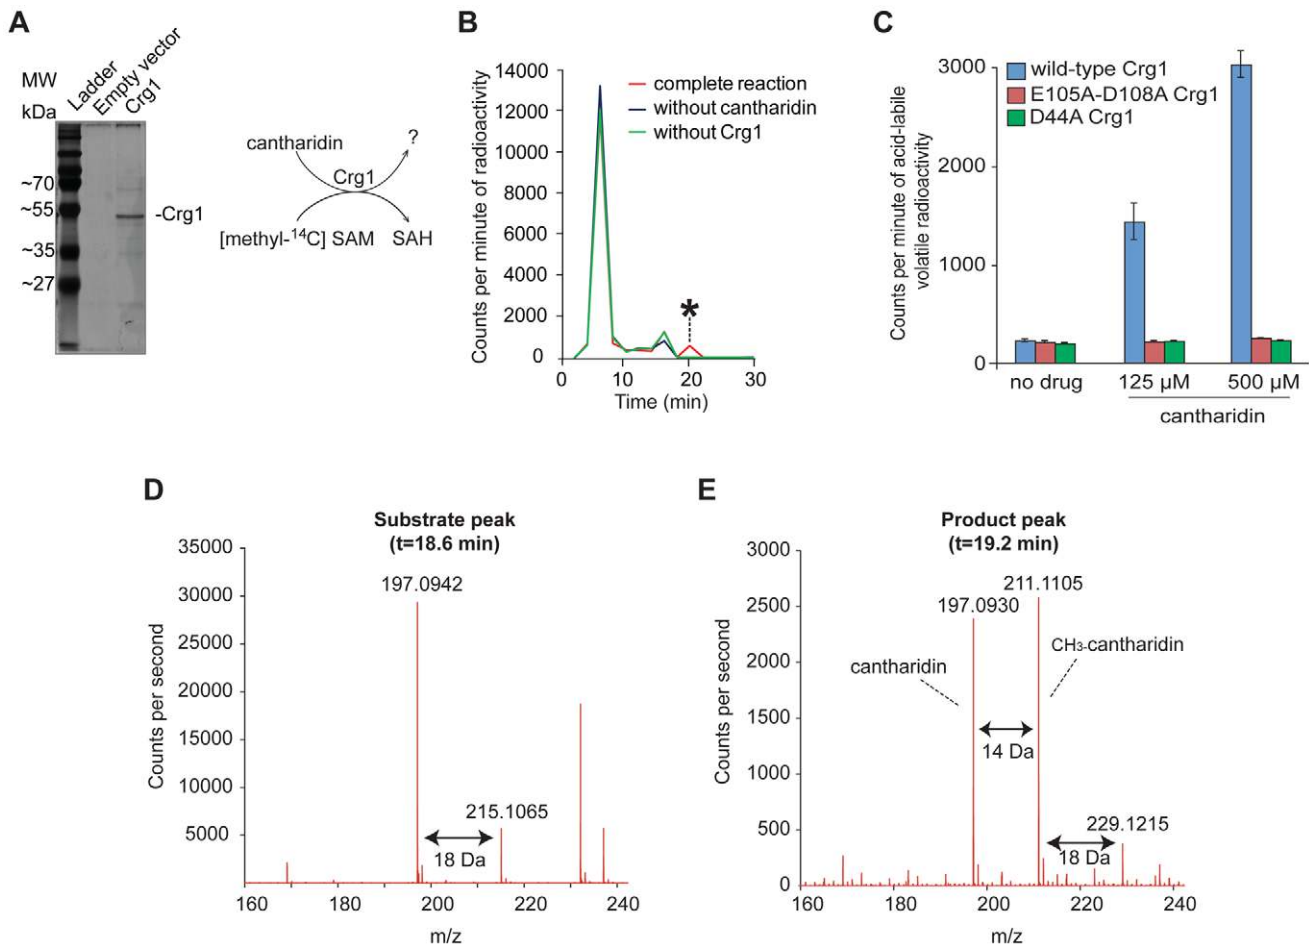 A
MW
kDa
Ladder
Empty vector
Crg1
~70
~55
~35
~27
-Crg1
cantharidin
?
Crg1
[methyl-¹⁴C] SAM
SAH
B
Counts per minute of radioactivity
14000
12000
10000
8000
6000
4000
2000
0
complete reaction
without cantharidin
without Crg1
*
0
10
20
30
Time (min)
C
Counts per minute of acid-labile
volatile radioactivity
3000
2000
1000
0
wild-type Crg1
E105A-D108A Crg1
D44A Crg1
no drug
125 µM
500 µM
cantharidin
D
Substrate peak
(t=18.6 min)
Counts per second
35000
30000
25000
20000
15000
10000
5000
197.0942
215.1065
18 Da
160
180
200
220
240
m/z
E
Product peak
(t=19.2 min)
Counts per second
3000
2500
2000
1500
1000
500
0
211.1105
197.0930
cantharidin
CH₃-cantharidin
14 Da
229.1215
18 Da
160
180
200
220
240
m/z